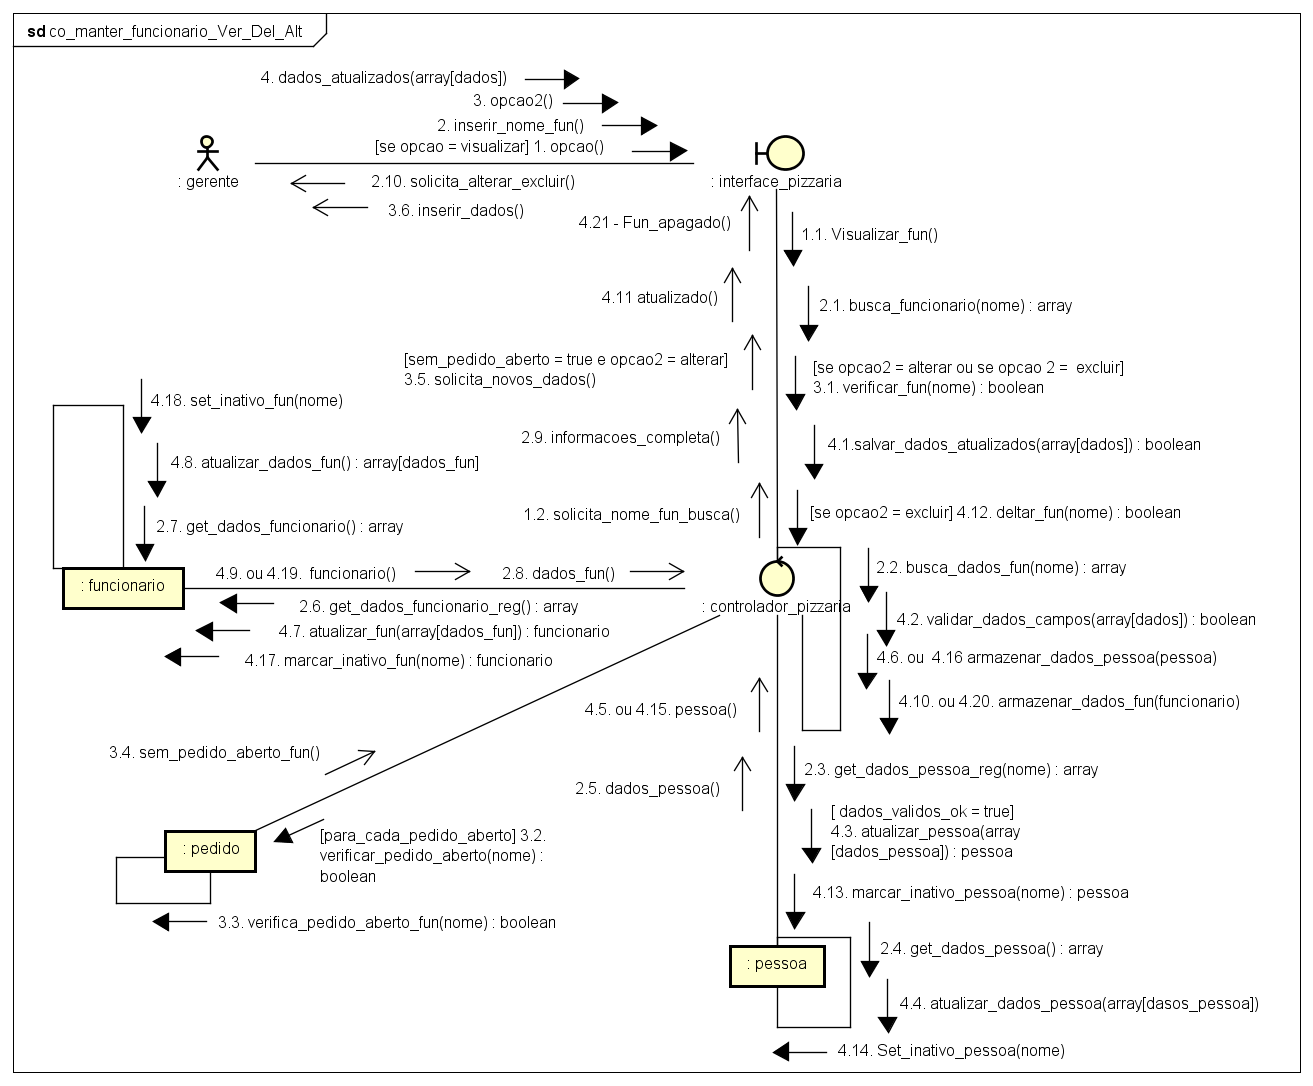 sd co_manter_funcionario_Ver_Del_Alt
4. dados_atualizados(array[dados])
3. opcao2()
2. inserir_nome_fun()
[se opcao = visualizar] 1. opcao()
: gerente
2.10. solicita_alterar_excluir()
: interface_pizzaria
3.6. inserir_dados()
4.21 - Fun_apagado()
1.1. Visualizar_fun()
4.11 atualizado()
2.1. busca_funcionario(nome) : array
[sem_pedido_aberto = true e opcao2 = alterar]
3.5. solicita_novos_dados()
[se opcao2 = alterar ou se opcao 2 =  excluir]
3.1. verificar_fun(nome) : boolean
4.18. set_inativo_fun(nome)
2.9. informacoes_completa()
4.1.salvar_dados_atualizados(array[dados]) : boolean
4.8. atualizar_dados_fun() : array[dados_fun]
2.7. get_dados_funcionario() : array
1.2. solicita_nome_fun_busca()
[se opcao2 = excluir] 4.12. deltar_fun(nome) : boolean
: funcionario
4.9. ou 4.19.  funcionario()
2.8. dados_fun()
2.2. busca_dados_fun(nome) : array
2.6. get_dados_funcionario_reg() : array
: controlador_pizzaria
4.2. validar_dados_campos(array[dados]) : boolean
4.7. atualizar_fun(array[dados_fun]) : funcionario
4.17. marcar_inativo_fun(nome) : funcionario
4.6. ou  4.16 armazenar_dados_pessoa(pessoa)
4.10. ou 4.20. armazenar_dados_fun(funcionario)
4.5. ou 4.15. pessoa()
3.4. sem_pedido_aberto_fun()
2.3. get_dados_pessoa_reg(nome) : array
2.5. dados_pessoa()
[ dados_validos_ok = true]
4.3. atualizar_pessoa(array
[dados_pessoa]) : pessoa
: pedido
[para_cada_pedido_aberto] 3.2.
verificar_pedido_aberto(nome) :
boolean
4.13. marcar_inativo_pessoa(nome) : pessoa
3.3. verifica_pedido_aberto_fun(nome) : boolean
2.4. get_dados_pessoa() : array
: pessoa
4.4. atualizar_dados_pessoa(array[dasos_pessoa])
4.14. Set_inativo_pessoa(nome)